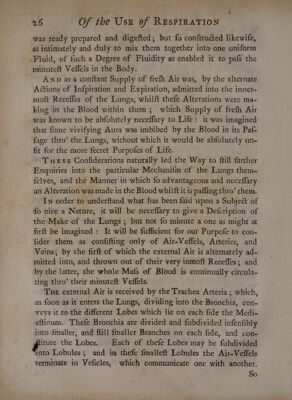 26 Of the Use of Respiration
was ready prepared and digeſted; but ſo conſtructed likewiſe,
as intimately and duly to mix them together into one uniform
Fluid, of ſuch a Degree of Fluidity as enabled it to paſs the
minuteſt Veſſels in the Body.
And as a conſtant Supply of freſh Air was, by the alternate
Actions of Inſpiration and Expiration, admitted into the inner-
moſt Receſſes of the Lungs, whilſt theſe Alterations were ma-
king in the Blood within them; which Supply of freſh Air
was known to be abſolutely neceſſary to Life: it was imagined
that ſome vivifying Aura was imbibed by the Blood in its Paſ-
ſage thro' the Lungs, without which it would be abſolutely un-
fit for the more ſecret Purpoſes of Life.
These Conſiderations naturally led the Way to ſtill farther
Enquiries into the particular Mechaniſm of the Lungs them-
ſelves, and the Manner in which ſo advantageous and neceſſary
an Alteration was made in the Blood whilſt it is paſſing thro' them.
In order to underſtand what has been ſaid upon a Subject of
ſo nice a Nature, it will be neceſſary to give a Deſcription of
the Make of the Lungs; but not ſo minute a one as might at
firſt be imagined: It will be ſufficient for our Purpoſe to con-
ſider them as conſiſting only of Air-Veſſels, Arteries, and
Veins; by the firſt of which the external Air is alternately ad-
mitted into, and thrown out of their very inmoſt Receſſes; and
by the latter, the whole Maſs of Blood is continually circula-
ting thro' their minuteſt Veſſels.
The external Air is received by the Trachea Arteria; which,
as ſoon as it enters the Lungs, dividing into the Bronchia, con-
veys it to the different Lobes which lie on each ſide the Medi-
aſtinum. Theſe Bronchia are divided and ſubdivided inſenſibly
into ſmaller, and ſtill ſmaller Branches on each ſide, and con-
ſtitute the Lobes. Each of theſe Lobes may be ſubdivided
into Lobules; and in theſe ſmalleſt Lobules the Air-Veſſels
terminate in Veſicles, which communicate one with another.
So